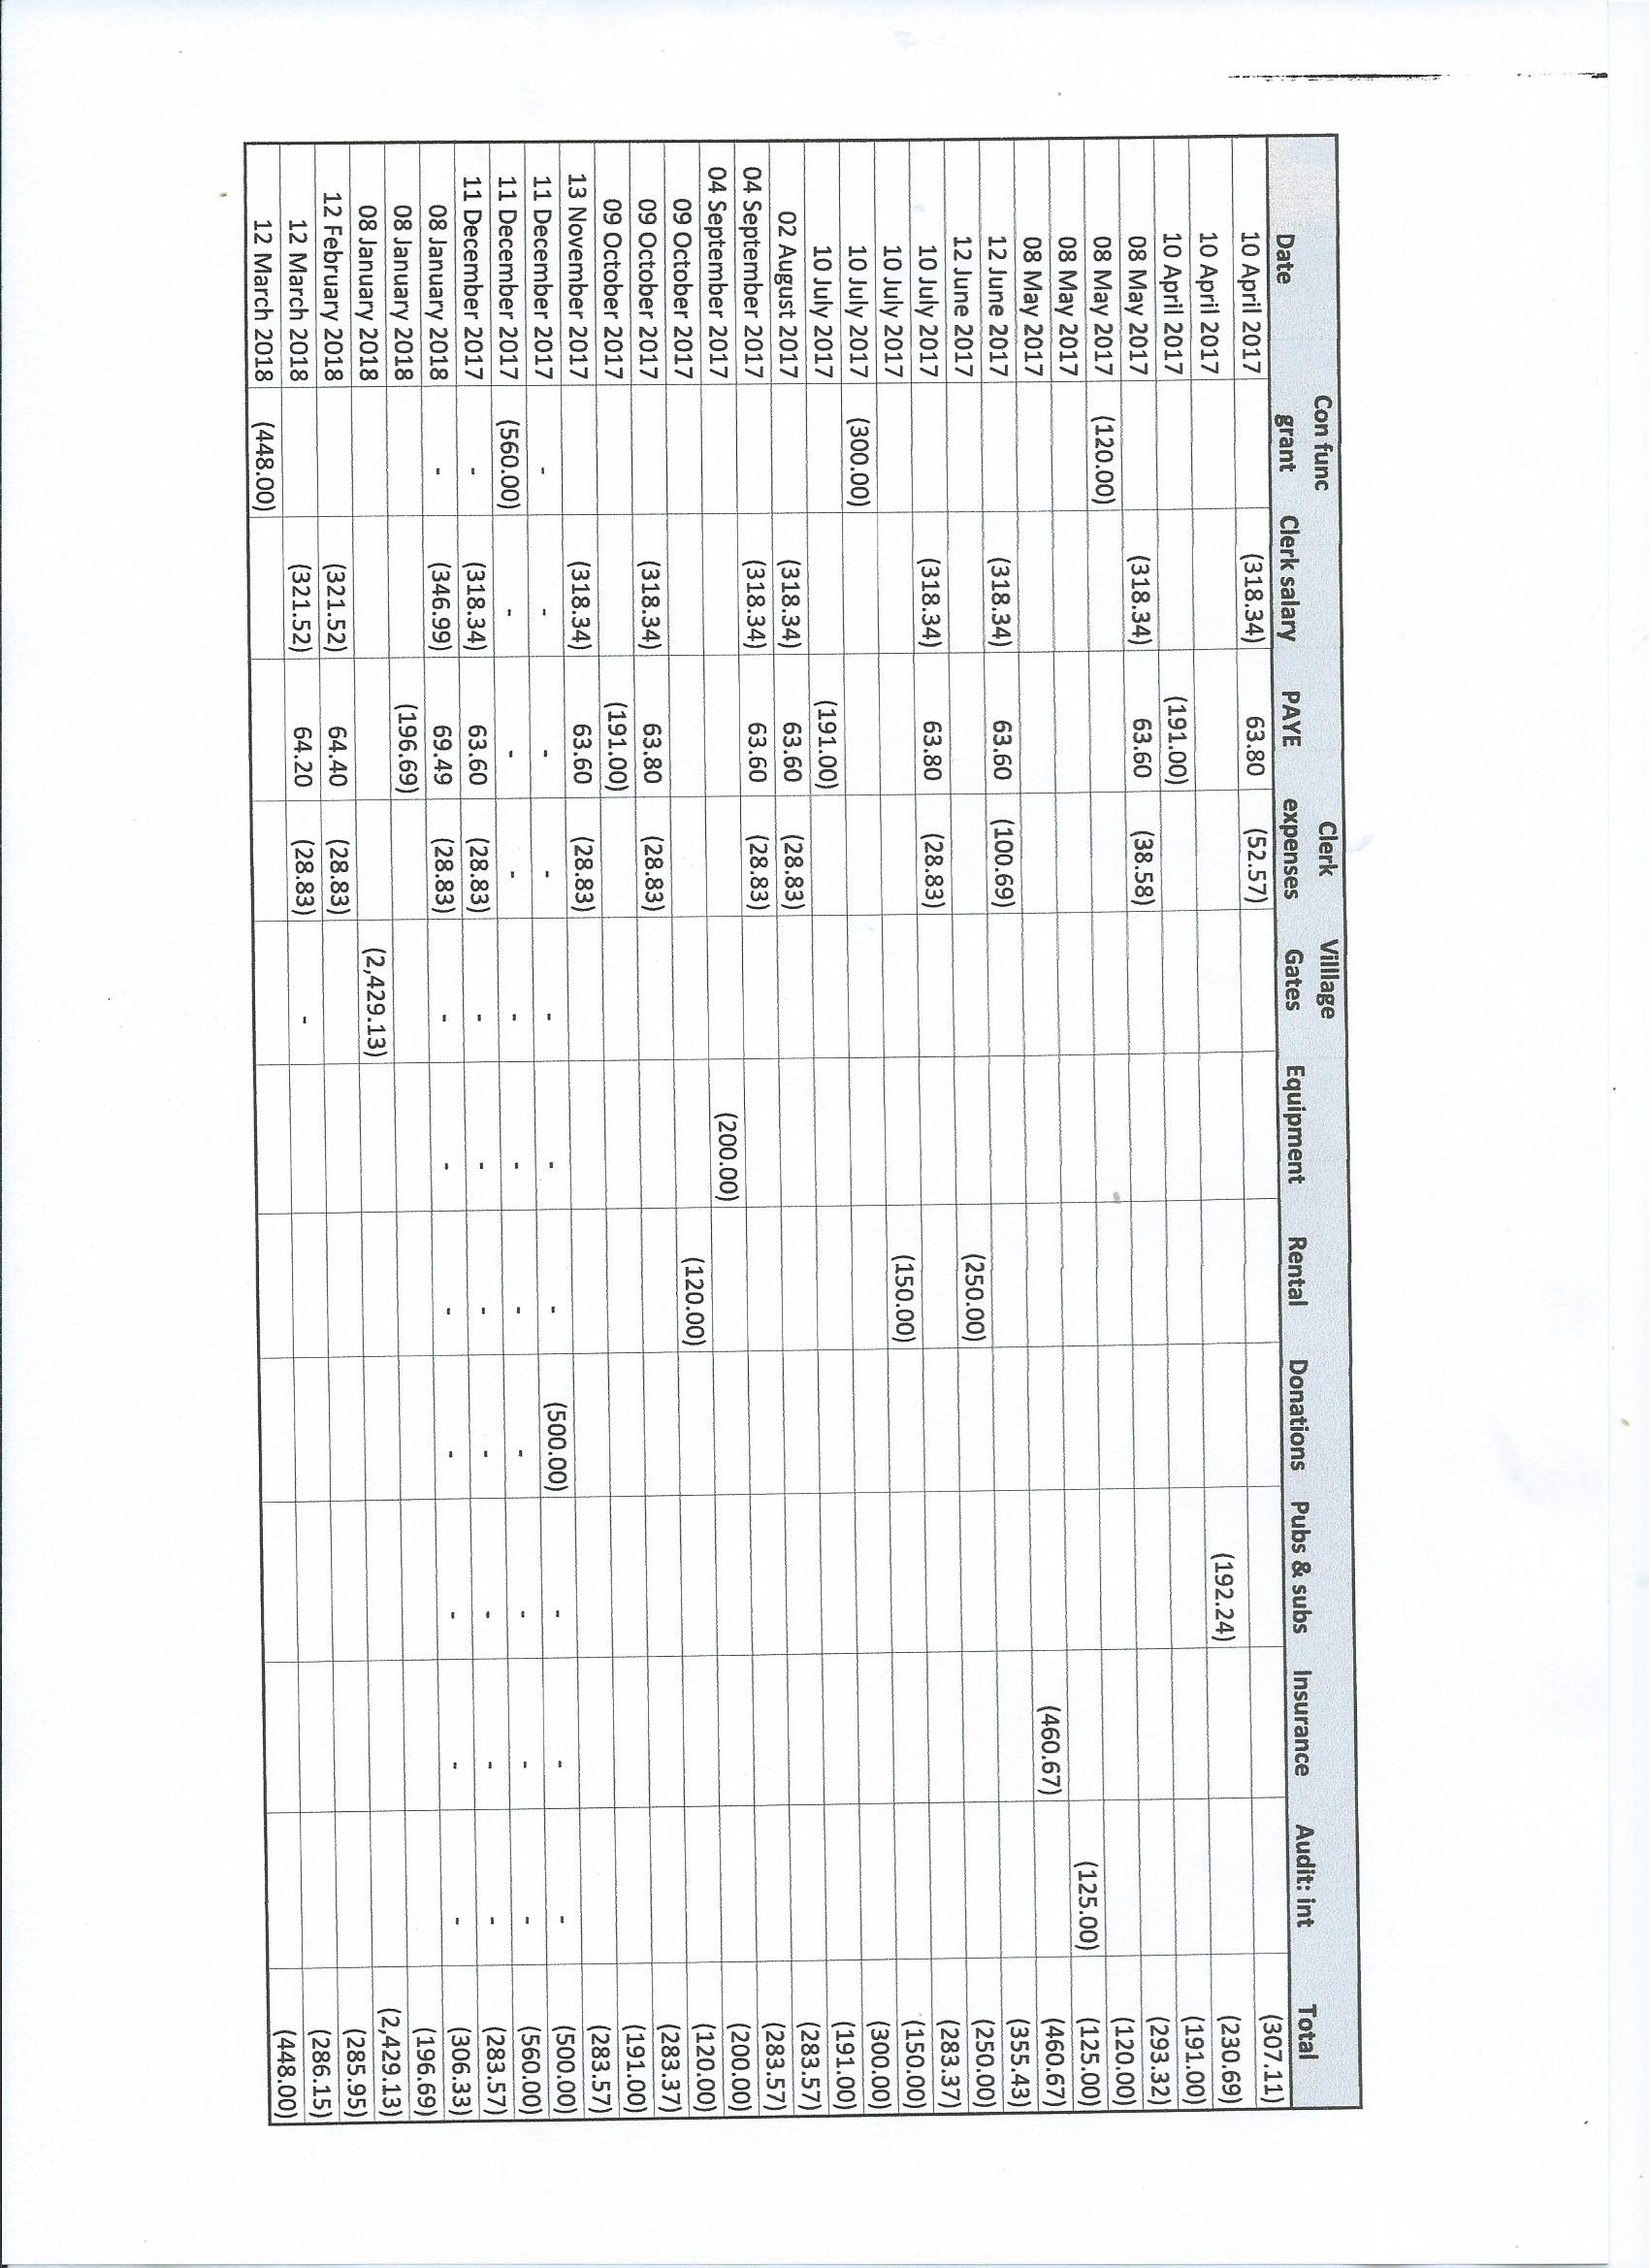 Date Con func grant Clerk salary PAYE Clerk expenses Villlage Gates Equipment Rental Donations Pubs & subs Insurance Audit: int Total
10 April 2017 (318.34) 63.80 (52.57) (307.11)
10 April 2017 (192.24) (230.69)
10 April 2017 (191.00) (191.00)
08 May 2017 (318.34) 63.60 (38.58) (293.32)
08 May 2017 (120.00) (120.00)
08 May 2017 (125.00) (125.00)
08 May 2017 (460.67) (460.67)
12 June 2017 (318.34) 63.60 (100.69) (355.43)
12 June 2017 (250.00) (250.00)
10 July 2017 (318.34) 63.80 (28.83) (283.37)
10 July 2017 (150.00) (150.00)
10 July 2017 (300.00) (300.00)
10 July 2017 (191.00) (191.00)
02 August 2017 (318.34) 63.60 (28.83) (283.57)
04 September 2017 (318.34) 63.60 (28.83) (283.57)
04 September 2017 (200.00) (200.00)
09 October 2017 (120.00) (120.00)
09 October 2017 (318.34) 63.80 (28.83) (283.37)
09 October 2017 (191.00) (191.00)
13 November 2017 (318.34) 63.60 (28.83) (283.57)
11 December 2017 - - - - - - - (500.00) - - - (500.00)
11 December 2017 (560.00) - - - - - - - - - - (560.00)
11 December 2017 - (318.34) 63.60 (28.83) - - - - - - - (283.57)
08 January 2018 - (346.99) 69.49 (28.83) - - - - - - - (306.33)
08 January 2018 (196.69) (196.69)
08 January 2018 (2,429.13) (2,429.13)
12 February 2018 (321.52) 64.40 (28.83) (285.95)
12 March 2018 (321.52) 64.20 (28.83) - (286.15)
12 March 2018 (448.00) (448.00)